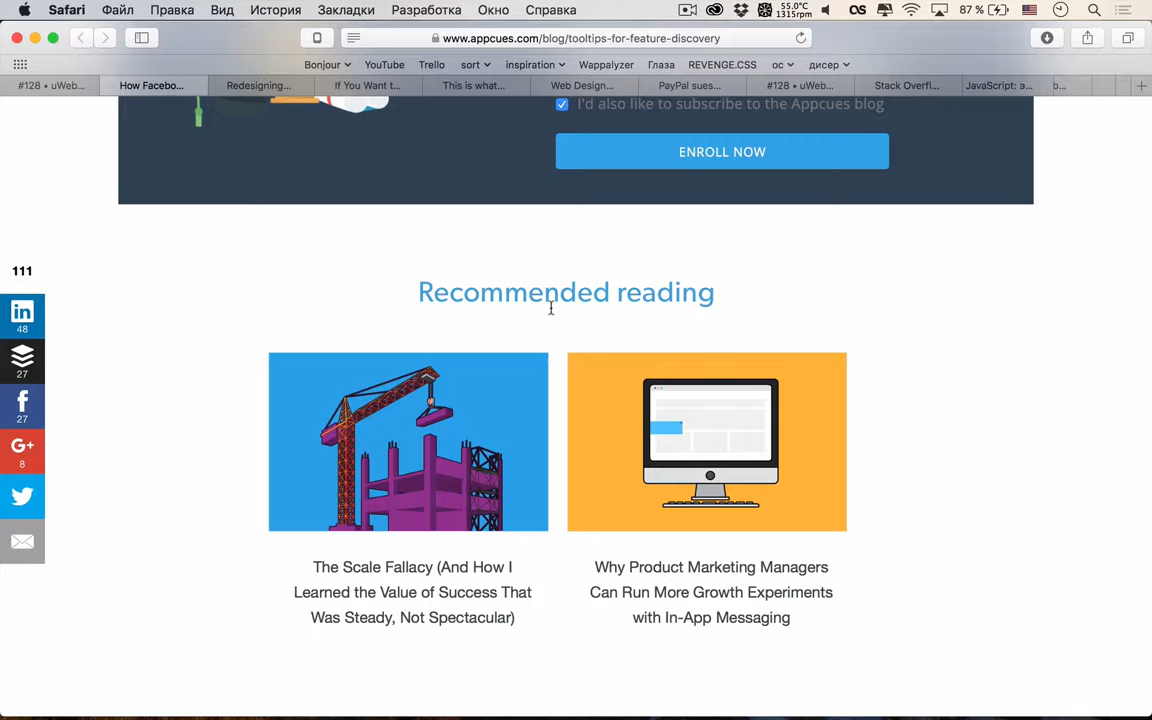 Safari Файл Правка Вид История Закладки Разработка Окно Справка
55.0°C
1315rpm
87 %
www.appcues.com/blog/tooltips-for-feature-discovery
Bonjour YouTube Trello sort inspiration Wappalyzer Глаза REVENGE.CSS ос дисер
#128 • uWeb... How Facebo... Redesigning... If You Want t... This is what... Web Design... PayPal sues... #128 • uWeb... Stack Overfl... JavaScript: э... b...
I'd also like to subscribe to the Appcues blog
ENROLL NOW
111
Recommended reading
in
48
27
f
27
G+
8
The Scale Fallacy (And How I
Learned the Value of Success That
Was Steady, Not Spectacular)
Why Product Marketing Managers
Can Run More Growth Experiments
with In-App Messaging